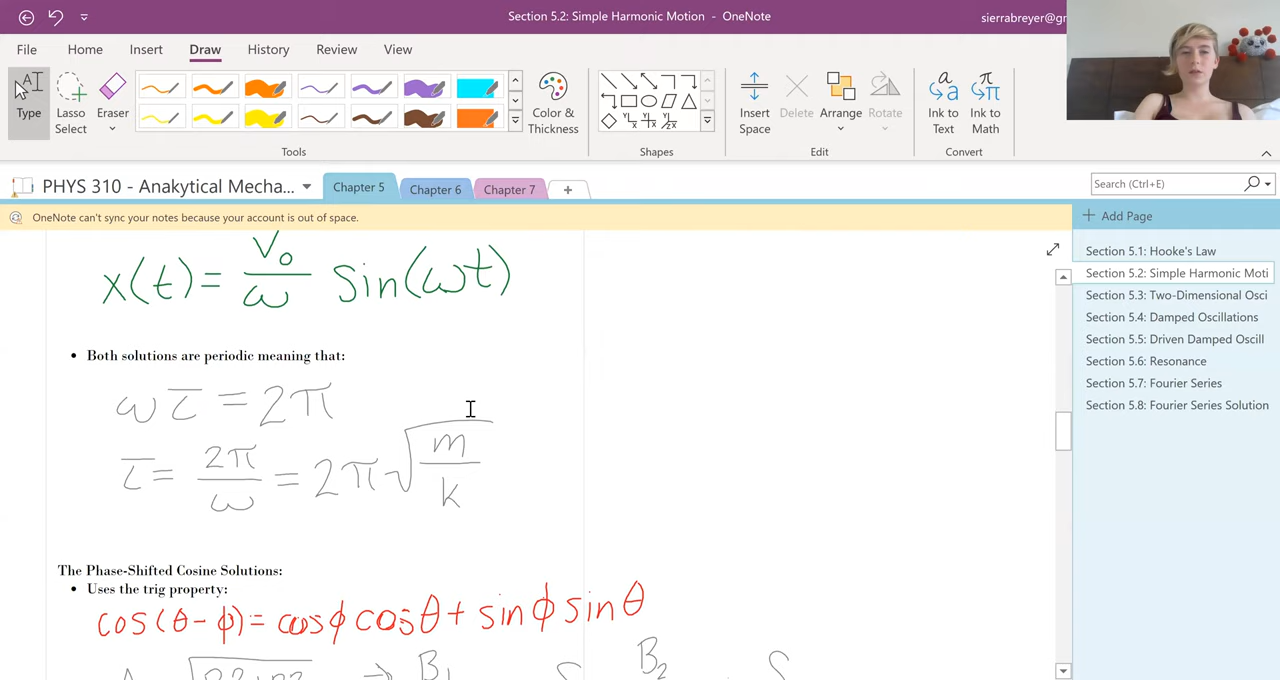 Section 5.2: Simple Harmonic Motion - OneNote
sierrabreyer@gr
File Home Insert Draw History Review View
Type
Lasso Select
Eraser
Color & Thickness
Insert Space
Delete
Arrange
Rotate
Ink to Text
Ink to Math
Tools
Shapes
Edit
Convert
PHYS 310 - Anakytical Mecha...
Chapter 5
Chapter 6
Chapter 7
Search (Ctrl+E)
OneNote can't sync your notes because your account is out of space.
Add Page
Section 5.1: Hooke's Law
Section 5.2: Simple Harmonic Moti
Section 5.3: Two-Dimensional Osci
Section 5.4: Damped Oscillations
Section 5.5: Driven Damped Oscill
Section 5.6: Resonance
Section 5.7: Fourier Series
Section 5.8: Fourier Series Solution
x(t) = v₀/ω sin(ωt)
• Both solutions are periodic meaning that:
ωτ = 2π
τ = 2π/ω = 2π√(m/k)
The Phase-Shifted Cosine Solutions:
• Uses the trig property:
cos(θ-φ) = cosφ cosθ + sinφ sinθ
B₁
B₂